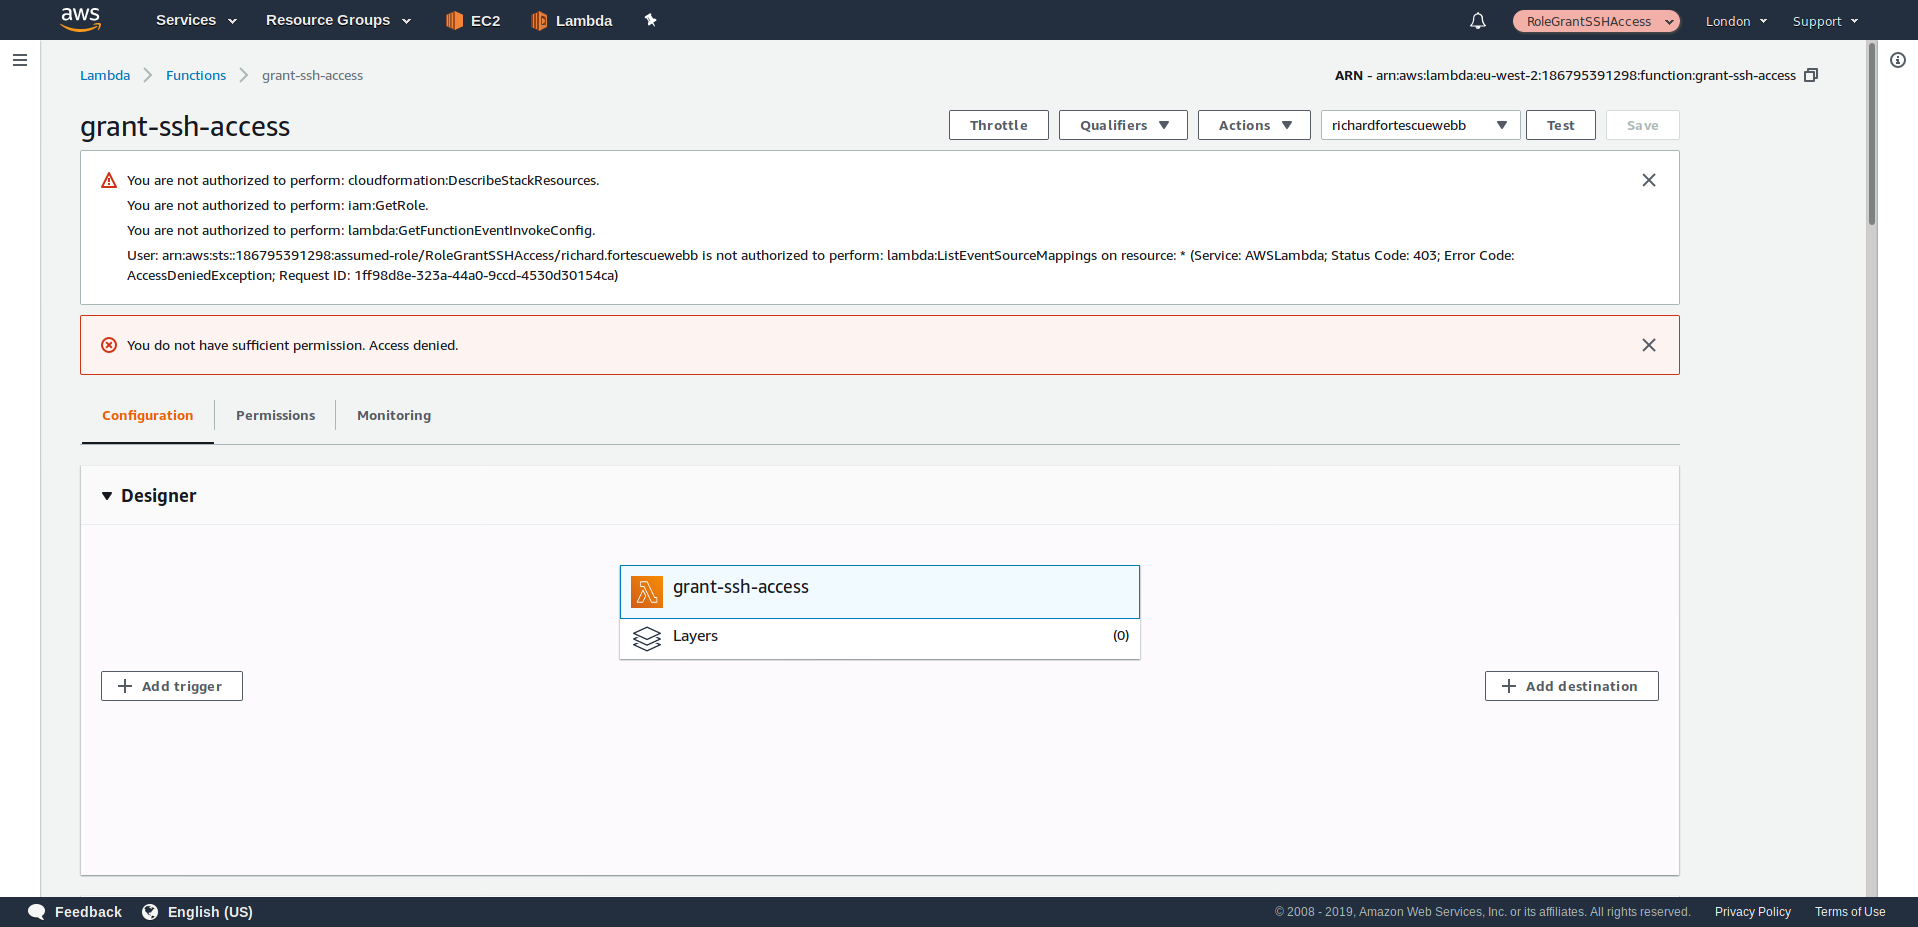 aws
Services
Resource Groups
EC2
Lambda
RoleGrantSSHAccess
London
Support
Lambda
Functions
grant-ssh-access
ARN - arn:aws:lambda:eu-west-2:186795391298:function:grant-ssh-access
grant-ssh-access
Throttle
Qualifiers
Actions
richardfortescuewebb
Test
Save
You are not authorized to perform: cloudformation:DescribeStackResources.
You are not authorized to perform: iam:GetRole.
You are not authorized to perform: lambda:GetFunctionEventInvokeConfig.
User: arn:aws:sts::186795391298:assumed-role/RoleGrantSSHAccess/richard.fortescuewebb is not authorized to perform: lambda:ListEventSourceMappings on resource: * (Service: AWSLambda; Status Code: 403; Error Code:
AccessDeniedException; Request ID: 1ff98d8e-323a-44a0-9ccd-4530d30154ca)
You do not have sufficient permission. Access denied.
Configuration
Permissions
Monitoring
Designer
grant-ssh-access
Layers
(0)
Add trigger
Add destination
Feedback
English (US)
© 2008 - 2019, Amazon Web Services, Inc. or its affiliates. All rights reserved.
Privacy Policy
Terms of Use